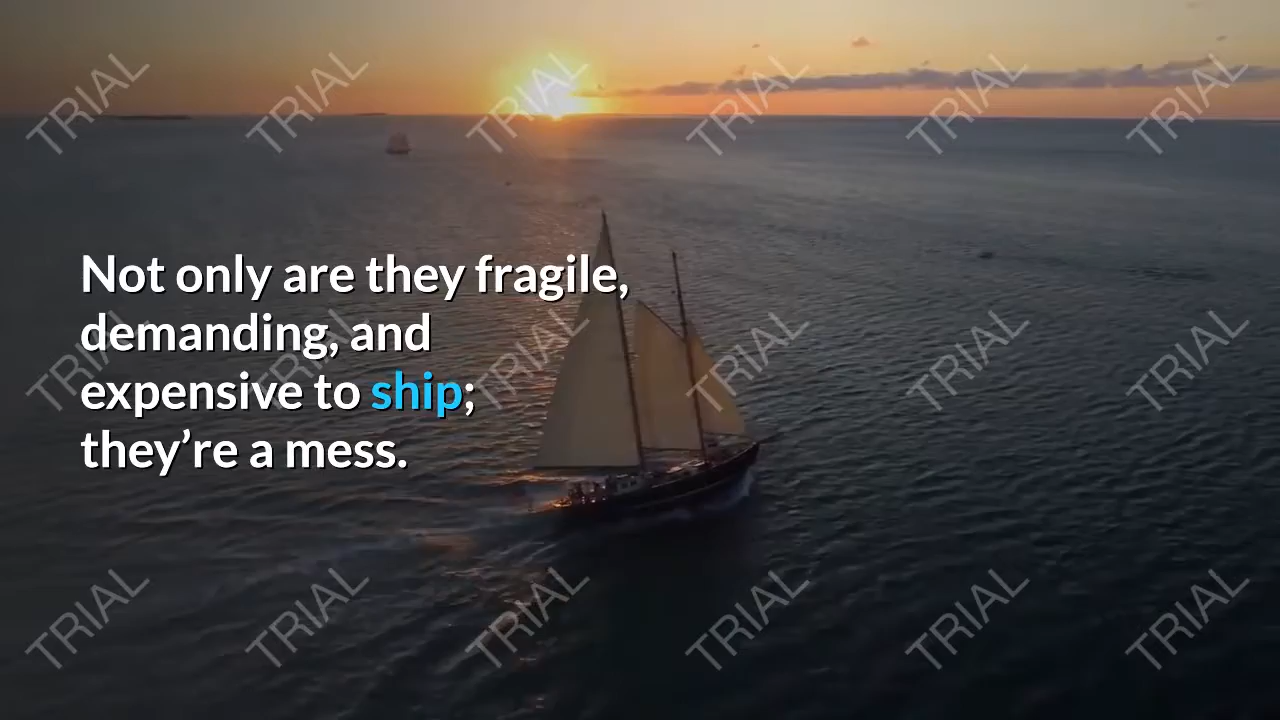 TRIAL TRIAL TRIAL TRIAL TRIAL TRIAL
Not only are they fragile,
demanding, and
expensive to ship;
they’re a mess.
TRIAL TRIAL TRIAL TRIAL TRIAL TRIAL
TRIAL TRIAL TRIAL TRIAL TRIAL TRIAL